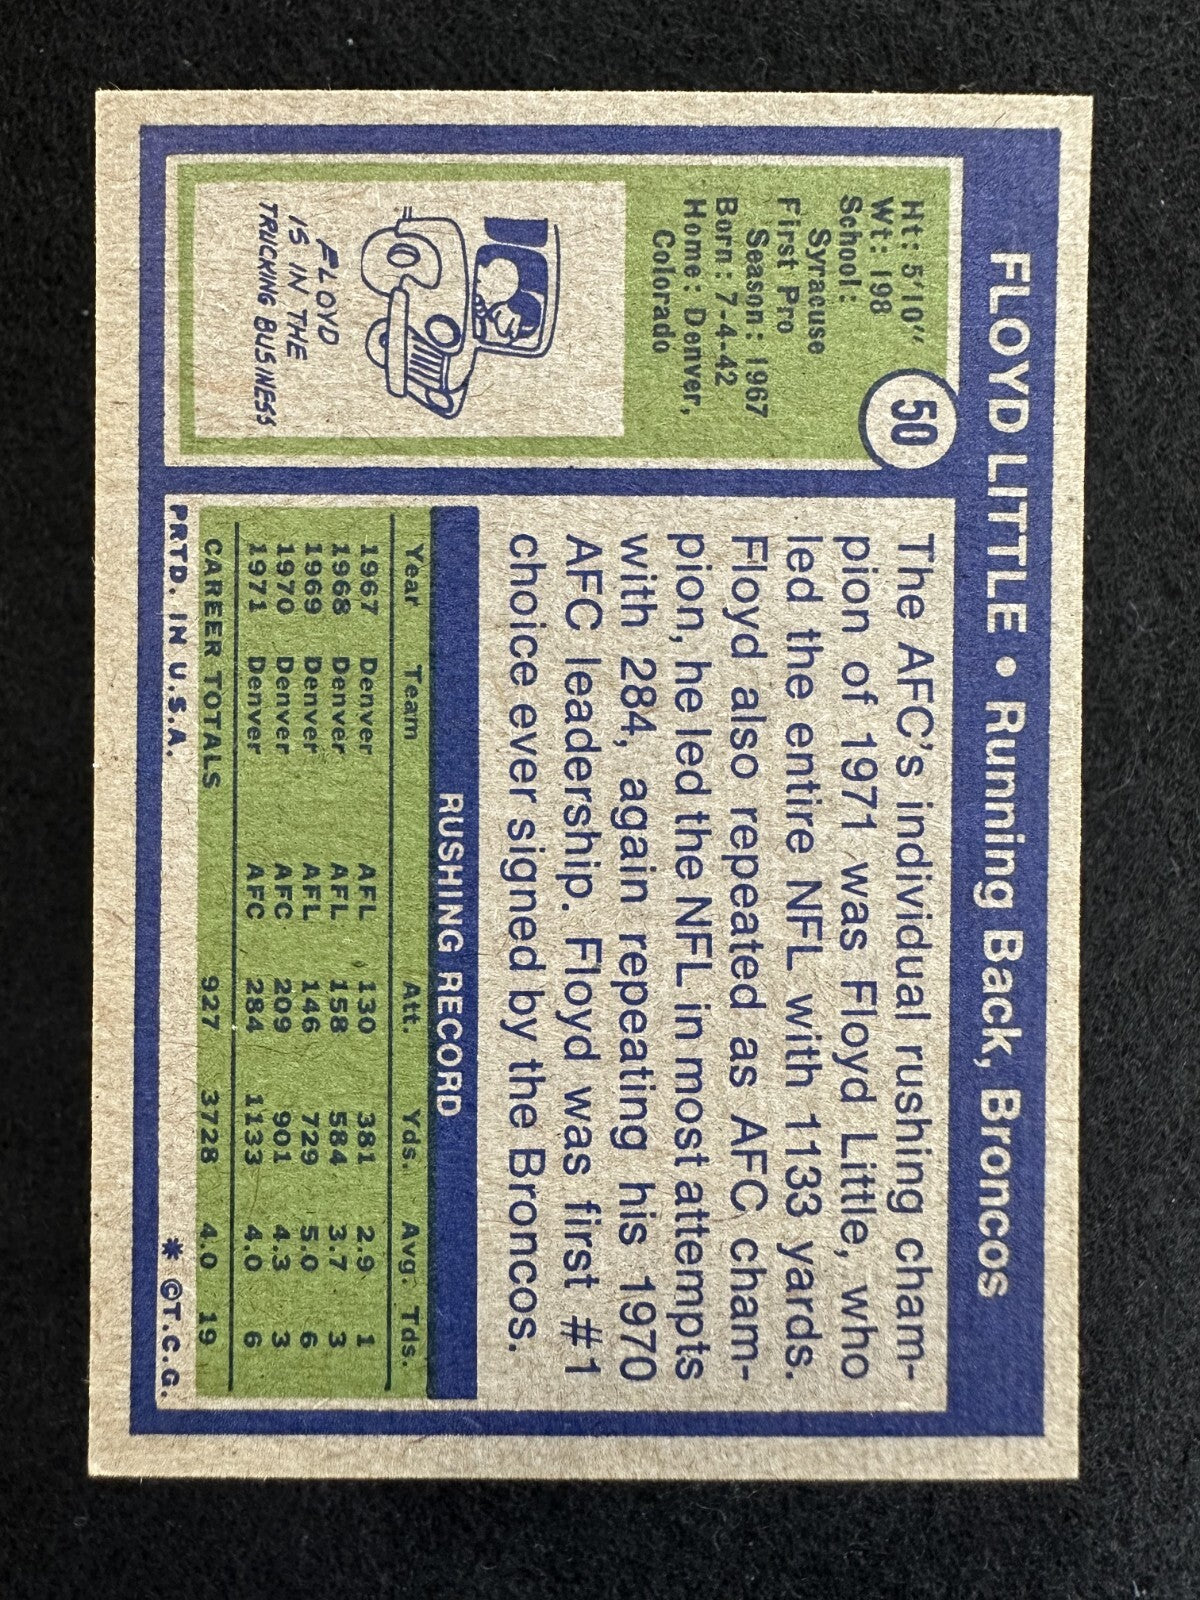 FLOYD LITTLE • Running Back, Broncos
50
Ht: 5'10"
Wt: 198
School:
Syracuse
First Pro
Season: 1967
Born: 7-4-42
Home: Denver,
Colorado
FLOYD
IS IN THE
TRUCKING BUSINESS
The AFC's individual rushing cham-
pion of 1971 was Floyd Little, who
led the entire NFL with 1133 yards.
Floyd also repeated as AFC cham-
pion, he led the NFL in most attempts
with 284, again repeating his 1970
AFC leadership. Floyd was first #1
choice ever signed by the Broncos.
RUSHING RECORD
Year Team Att. Yds. Avg. Tds.
1967 Denver AFL 130 381 2.9 1
1968 Denver AFL 158 584 3.7 3
1969 Denver AFL 146 729 5.0 6
1970 Denver AFC 209 901 4.3 3
1971 Denver AFC 284 1133 4.0 6
CAREER TOTALS 927 3728 4.0 19
PRTD. IN U.S.A. * ©T.C.G.